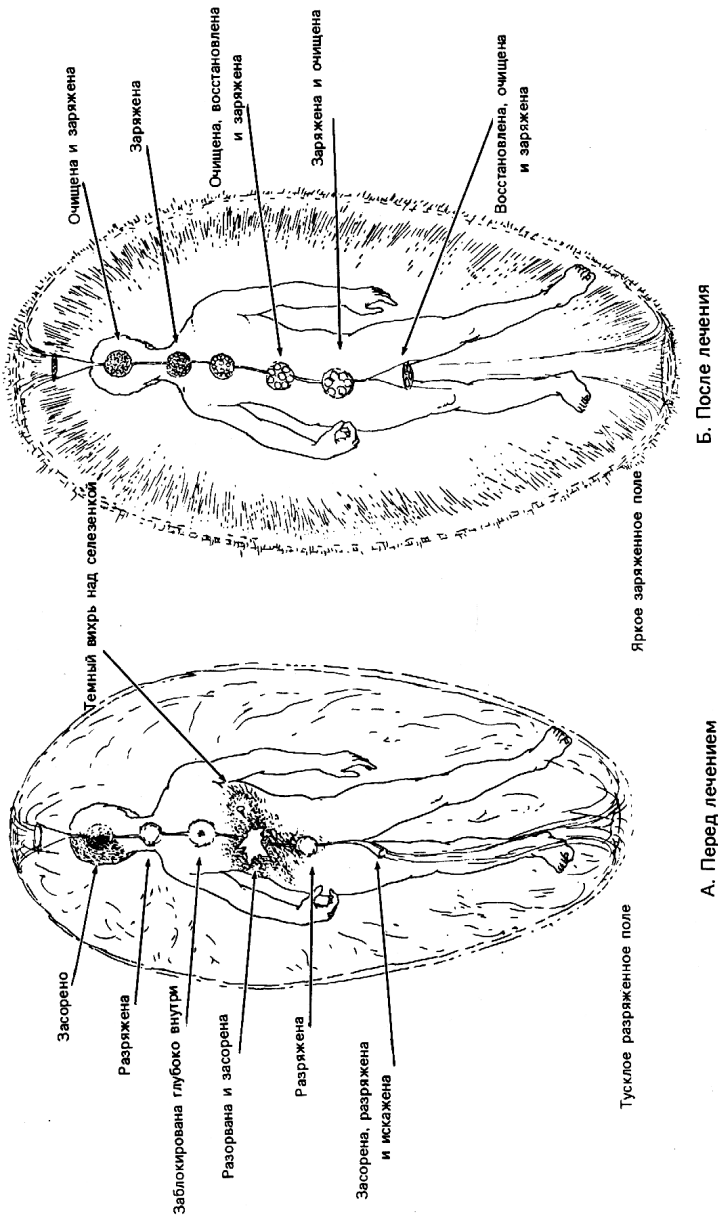 Засорено
Разряжена
Заблокирована глубоко внутри
Разорвана и засорена
Разряжена
Засорена, разряжена
и искажена
Темный вихрь над селезенкой
Тусклое разряженное поле
А. Перед лечением
Очищена и заряжена
Заряжена
Очищена, восстановлена
и заряжена
Заряжена и очищена
Восстановлена, очищена
и заряжена
Яркое заряженное поле
Б. После лечения